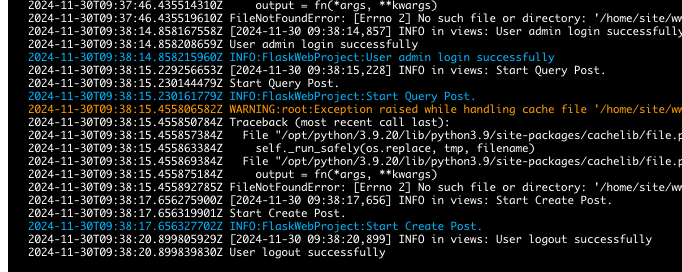 2024-11-30T09:37:46.435514310Z     output = fn(*args, **kwargs)
2024-11-30T09:37:46.435519610Z FileNotFoundError: [Errno 2] No such file or directory: '/home/site/ww
2024-11-30T09:38:14.858167558Z [2024-11-30 09:38:14,857] INFO in views: User admin login successfully
2024-11-30T09:38:14.858208659Z User admin login successfully
2024-11-30T09:38:14.858215960Z INFO:FlaskWebProject:User admin login successfully
2024-11-30T09:38:15.229256653Z [2024-11-30 09:38:15,228] INFO in views: Start Query Post.
2024-11-30T09:38:15.230144479Z Start Query Post.
2024-11-30T09:38:15.230161779Z INFO:FlaskWebProject:Start Query Post.
2024-11-30T09:38:15.455806582Z WARNING:root:Exception raised while handling cache file '/home/site/ww
2024-11-30T09:38:15.455850784Z Traceback (most recent call last):
2024-11-30T09:38:15.455857384Z   File "/opt/python/3.9.20/lib/python3.9/site-packages/cachelib/file.p
2024-11-30T09:38:15.455863384Z     self._run_safely(os.replace, tmp, filename)
2024-11-30T09:38:15.455869384Z   File "/opt/python/3.9.20/lib/python3.9/site-packages/cachelib/file.p
2024-11-30T09:38:15.455875184Z     output = fn(*args, **kwargs)
2024-11-30T09:38:15.455892785Z FileNotFoundError: [Errno 2] No such file or directory: '/home/site/ww
2024-11-30T09:38:17.656275900Z [2024-11-30 09:38:17,656] INFO in views: Start Create Post.
2024-11-30T09:38:17.656319901Z Start Create Post.
2024-11-30T09:38:17.656327702Z INFO:FlaskWebProject:Start Create Post.
2024-11-30T09:38:20.899805929Z [2024-11-30 09:38:20,899] INFO in views: User logout successfully
2024-11-30T09:38:20.899839830Z User logout successfully